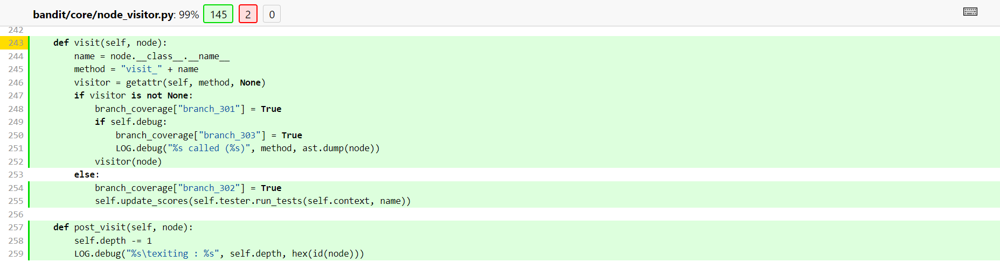 bandit/core/node_visitor.py: 99% 145 2 0
242
243 def visit(self, node):
244 name = node.__class__.__name__
245 method = "visit_" + name
246 visitor = getattr(self, method, None)
247 if visitor is not None:
248 branch_coverage["branch_301"] = True
249 if self.debug:
250 branch_coverage["branch_303"] = True
251 LOG.debug("%s called (%s)", method, ast.dump(node))
252 visitor(node)
253 else:
254 branch_coverage["branch_302"] = True
255 self.update_scores(self.tester.run_tests(self.context, name))
256
257 def post_visit(self, node):
258 self.depth -= 1
259 LOG.debug("%s\texiting : %s", self.depth, hex(id(node)))